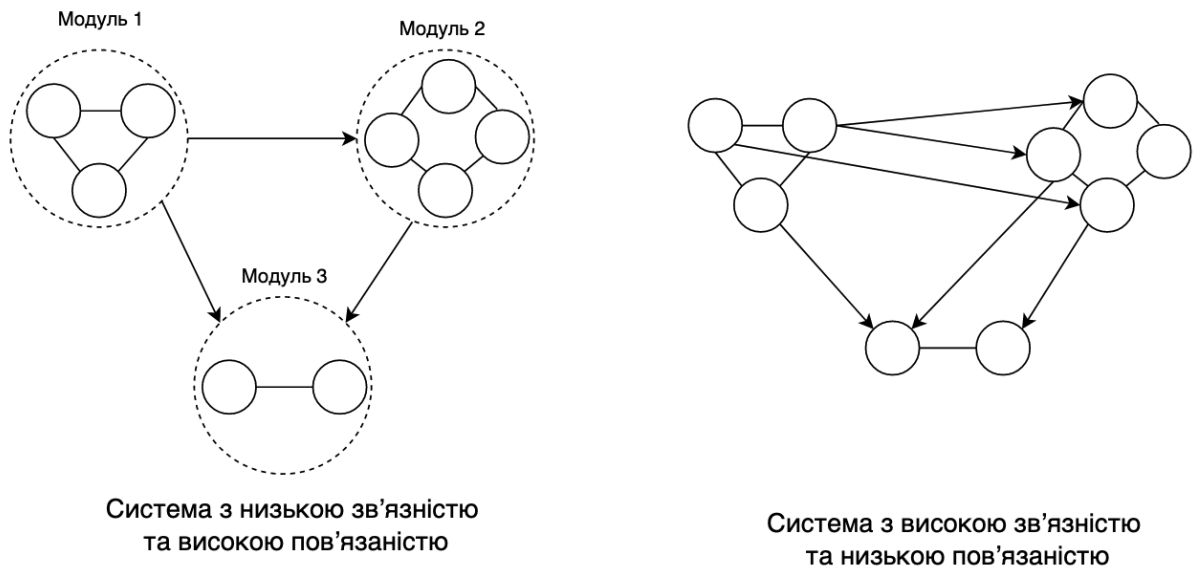 Модуль 1
Модуль 2
Модуль 3
Система з низькою зв’язністю
та високою пов’язаністю
Система з високою зв’язністю
та низькою пов’язаністю